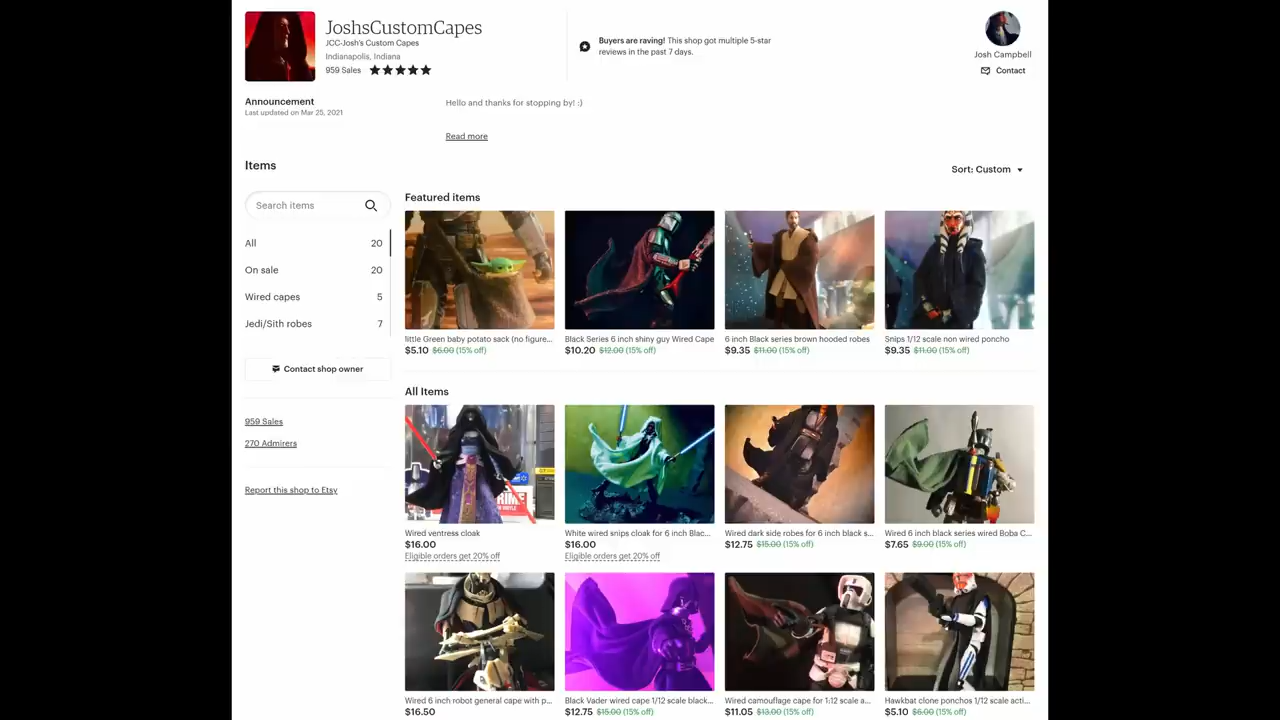 JoshsCustomCapes
JCC-Josh's Custom Capes
Indianapolis, Indiana
959 Sales
Buyers are raving! This shop got multiple 5-star
reviews in the past 7 days.
Josh Campbell
Contact
Announcement
Last updated on Mar 25, 2021
Hello and thanks for stopping by! :)
Read more
Items
Sort: Custom
Search items
All 20
On sale 20
Wired capes 5
Jedi/Sith robes 7
Contact shop owner
959 Sales
270 Admirers
Report this shop to Etsy
Featured items
little Green baby potato sack (no figure...
$5.10 $6.00 (15% off)
Black Series 6 inch shiny guy Wired Cape
$10.20 $12.00 (15% off)
6 inch Black series brown hooded robes
$9.35 $11.00 (15% off)
Snips 1/12 scale non wired poncho
$9.35 $11.00 (15% off)
All Items
Wired ventress cloak
$16.00
Eligible orders get 20% off
White wired snips cloak for 6 inch Blac...
$16.00
Eligible orders get 20% off
Wired dark side robes for 6 inch black s...
$12.75 $15.00 (15% off)
Wired 6 inch black series wired Boba C...
$7.65 $9.00 (15% off)
Wired 6 inch robot general cape with p...
$16.50
Black Vader wired cape 1/12 scale black...
$12.75 $15.00 (15% off)
Wired camouflage cape for 1:12 scale a...
$11.05 $13.00 (15% off)
Hawkbat clone ponchos 1/12 scale acti...
$5.10 $6.00 (15% off)